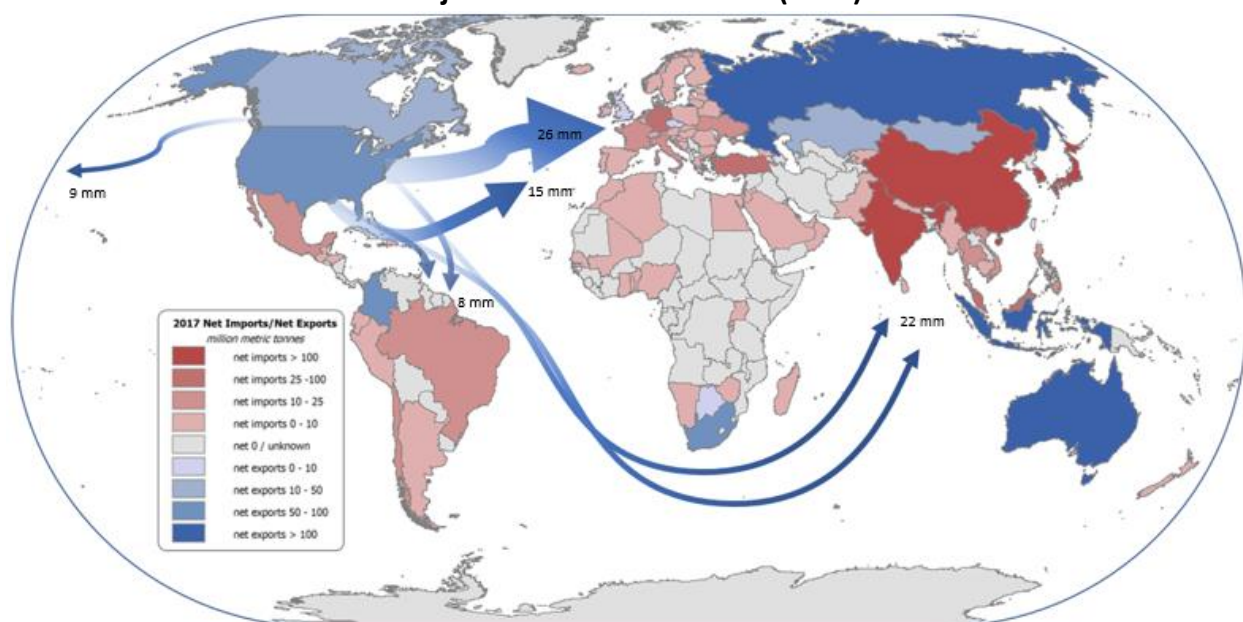 26 mm
9 mm
15 mm
8 mm
22 mm
2017 Net Imports/Net Exports
million metric tonnes
net imports > 100
net imports 25 -100
net imports 10 - 25
net imports 0 - 10
net 0 / unknown
net exports 0 - 10
net exports 10 - 50
net exports 50 - 100
net exports > 100